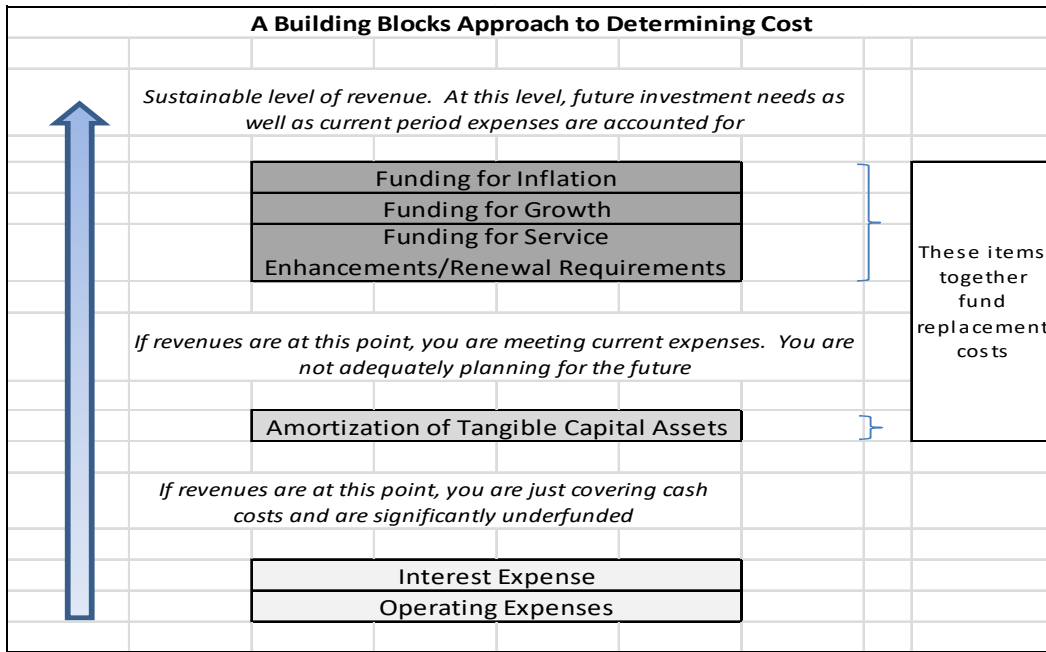 A Building Blocks Approach to Determining Cost
Sustainable level of revenue. At this level, future investment needs as
well as current period expenses are accounted for
Funding for Inflation
Funding for Growth
Funding for Service
Enhancements/Renewal Requirements
These items
together
fund
replacement
costs
If revenues are at this point, you are meeting current expenses. You are
not adequately planning for the future
Amortization of Tangible Capital Assets
If revenues are at this point, you are just covering cash
costs and are significantly underfunded
Interest Expense
Operating Expenses